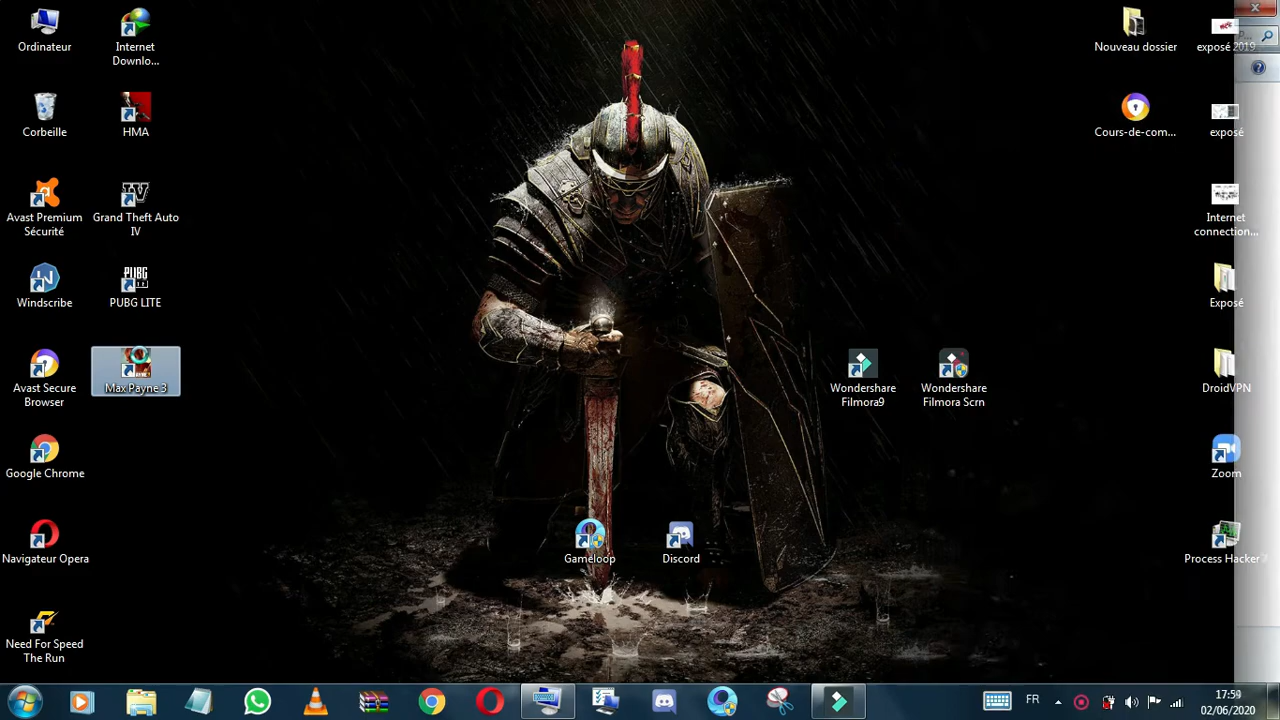 Ordinateur
Internet
Downlo...
Nouveau dossier
exposé 2019
Corbeille
HMA
Cours-de-com...
exposé
Avast Premium
Sécurité
Grand Theft Auto
IV
IV
Internet
connection...
Windscribe
PUBG
PUBG LITE
Exposé
Avast Secure
Browser
Max Payne 3
Wondershare
Filmora9
Wondershare
Filmora Scrn
DroidVPN
Google Chrome
Zoom
Navigateur Opera
Gameloop
Discord
Process Hacker
Need For Speed
The Run
FR
17:59
02/06/2020